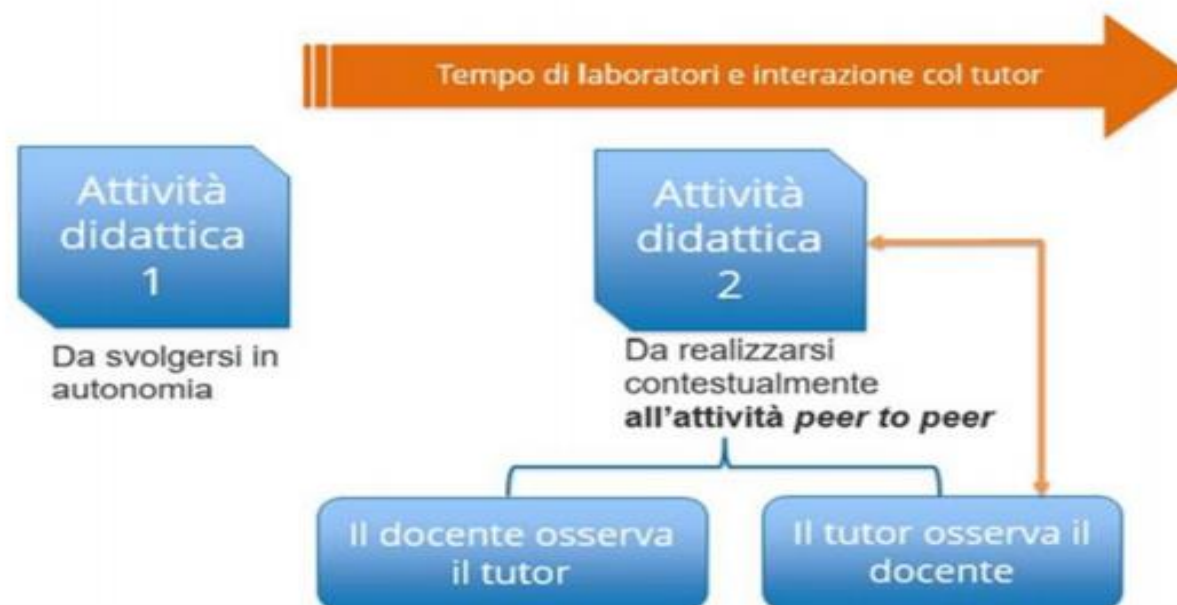 Tempo di laboratori e interazione col tutor
Attività
didattica
1
Da svolgersi in
autonomia
Attività
didattica
2
Da realizzarsi
contestualmente
all'attività peer to peer
Il docente osserva
il tutor
Il tutor osserva il
docente